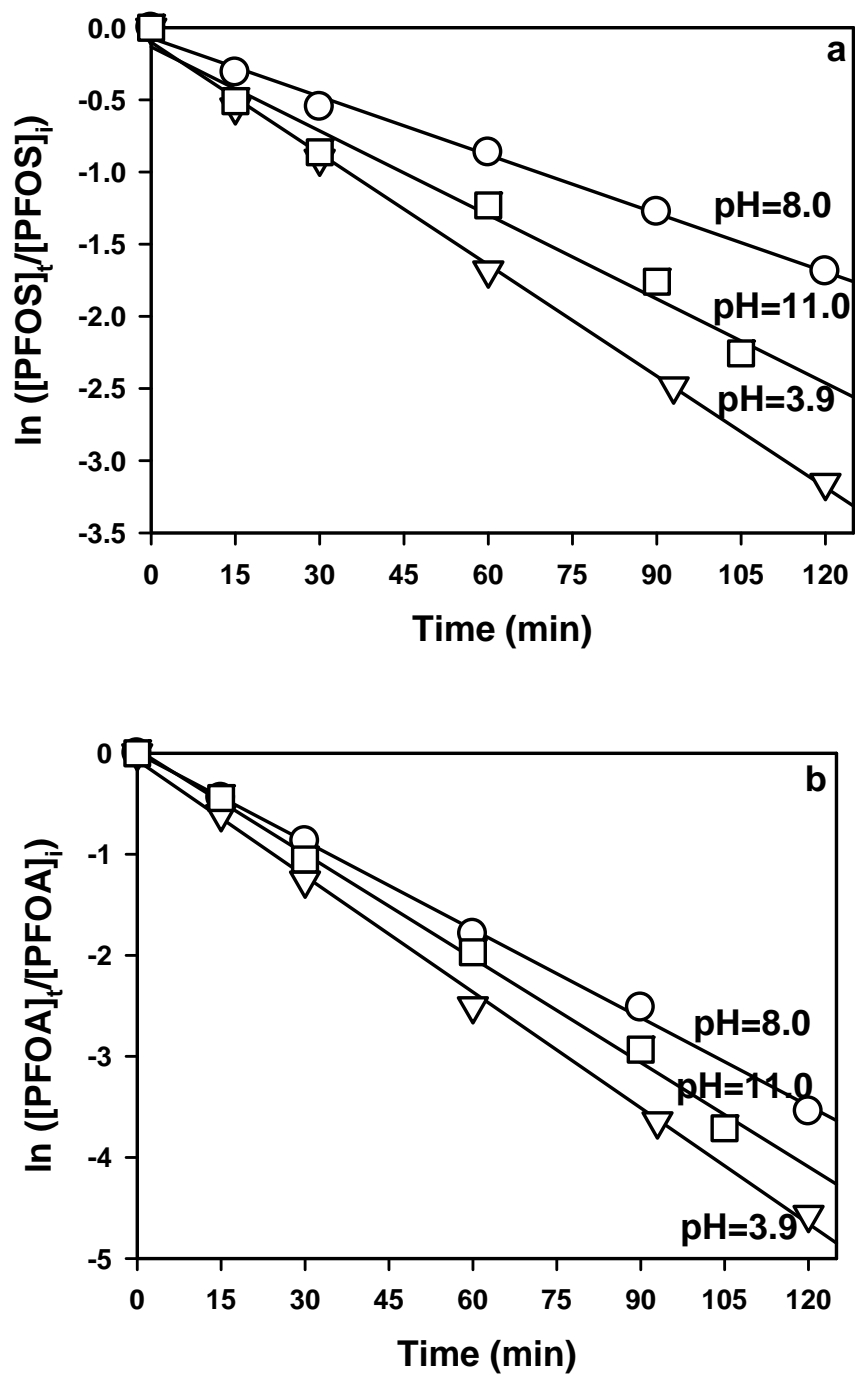 a
ln ([PFOS]t/[PFOS]i)
0.0
-0.5
-1.0
-1.5
-2.0
-2.5
-3.0
-3.5
pH=8.0
pH=11.0
pH=3.9
0 15 30 45 60 75 90 105 120
Time (min)
b
ln ([PFOA]t/[PFOA]i)
0
-1
-2
-3
-4
-5
pH=8.0
pH=11.0
pH=3.9
0 15 30 45 60 75 90 105 120
Time (min)